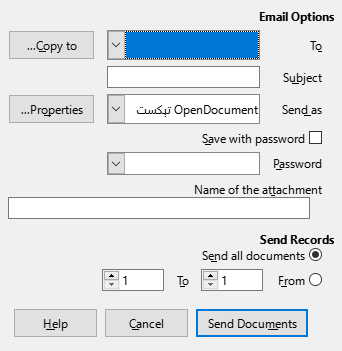 Email Options
To
Copy to...
Subject
Send as
OpenDocument تېكىست
Properties...
Save with password
Password
Name of the attachment
Send Records
Send all documents
From 1 To 1
Send Documents
Cancel
Help